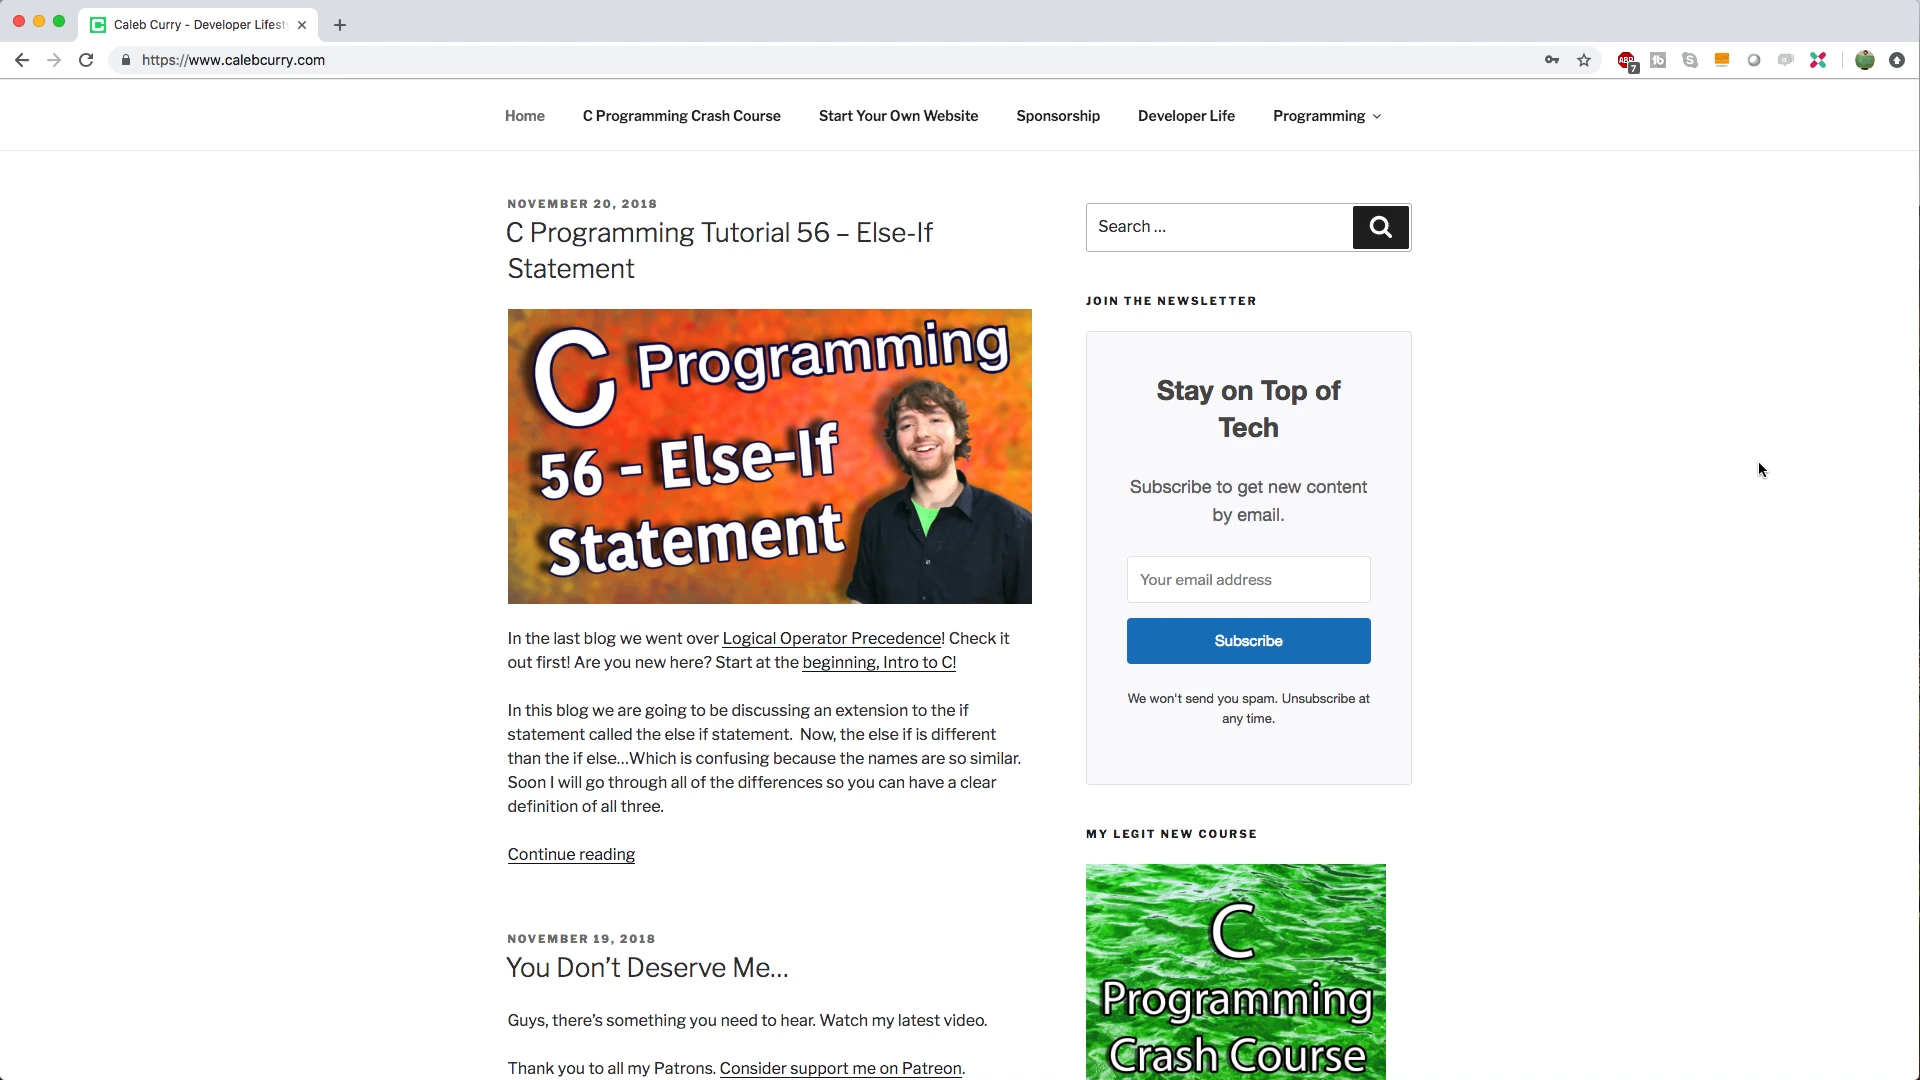 Caleb Curry - Developer Lifest
https://www.calebcurry.com
ABP
7
Home
C Programming Crash Course
Start Your Own Website
Sponsorship
Developer Life
Programming
NOVEMBER 20, 2018
C Programming Tutorial 56 – Else-If
Statement
C Programming
56 - Else-If
Statement
In the last blog we went over Logical Operator Precedence! Check it
out first! Are you new here? Start at the beginning, Intro to C!
In this blog we are going to be discussing an extension to the if
statement called the else if statement.  Now, the else if is different
than the if else…Which is confusing because the names are so similar.
Soon I will go through all of the differences so you can have a clear
definition of all three.
Continue reading
NOVEMBER 19, 2018
You Don’t Deserve Me…
Guys, there’s something you need to hear. Watch my latest video.
Thank you to all my Patrons. Consider support me on Patreon.
Search …
JOIN THE NEWSLETTER
Stay on Top of
Tech
Subscribe to get new content
by email.
Your email address
Subscribe
We won't send you spam. Unsubscribe at
any time.
MY LEGIT NEW COURSE
C
Programming
Crash Course